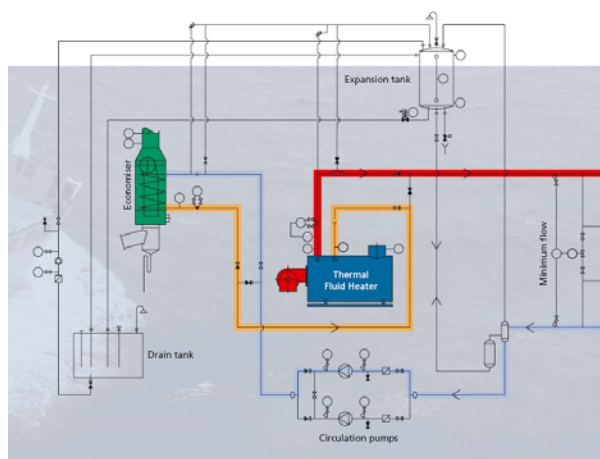 Expansion tank
Economiser
Thermal
Fluid Heater
Minimum flow
Drain tank
Circulation pumps